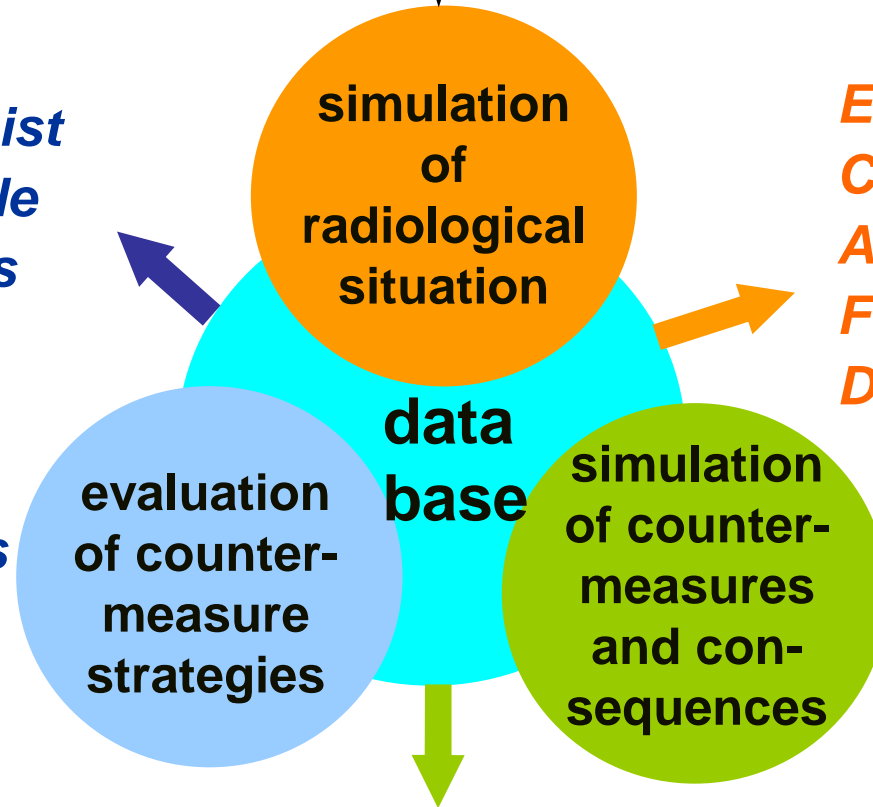 simulation
of
radiological
situation
data
base
evaluation
of counter-
measure
strategies
simulation
of counter-
measures
and con-
sequences
E
C
A
F
D